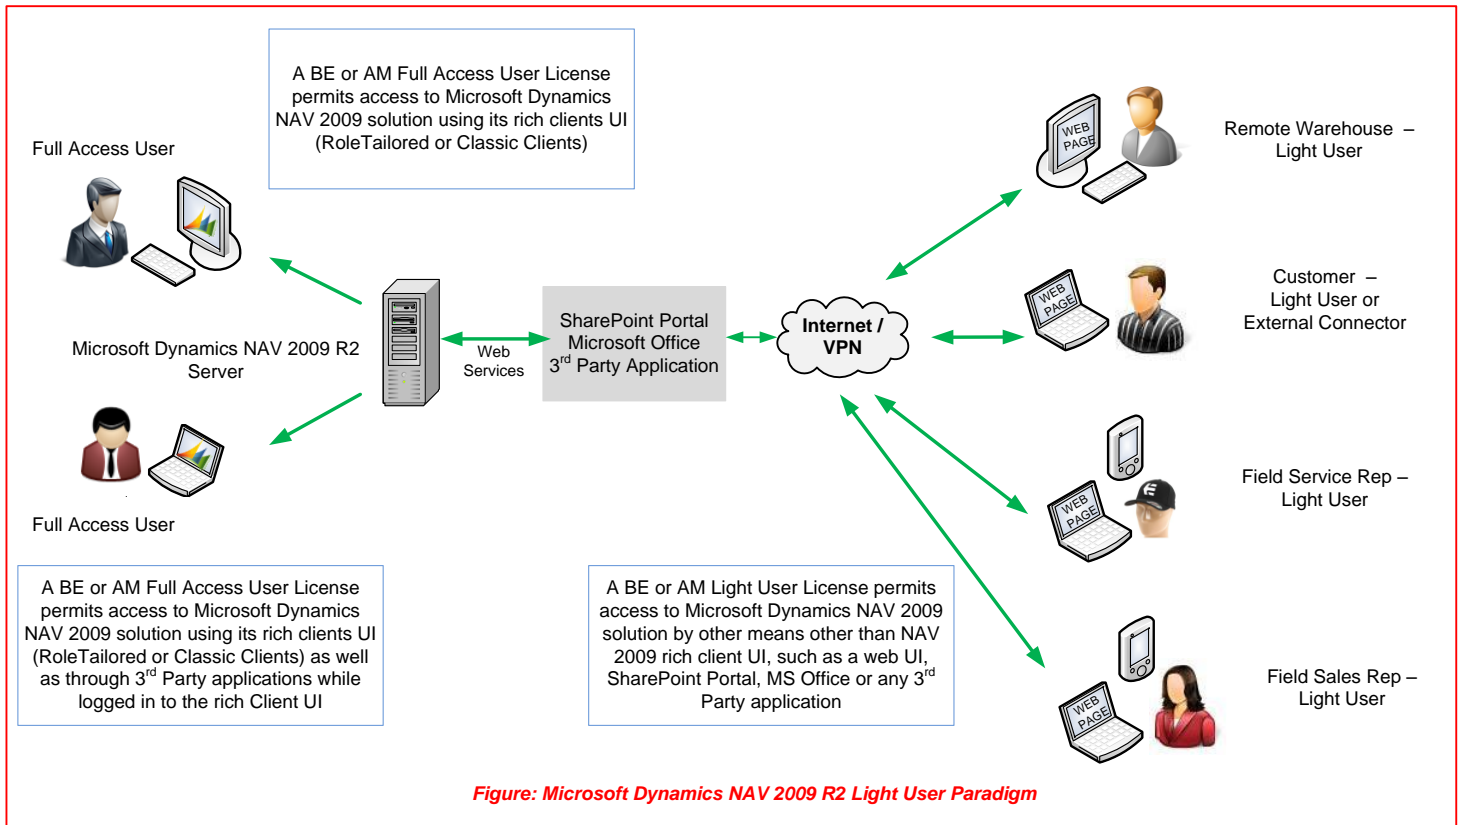 A BE or AM Full Access User License
permits access to Microsoft Dynamics
NAV 2009 solution using its rich clients UI
(RoleTailored or Classic Clients)
Full Access User
Microsoft Dynamics NAV 2009 R2
Server
Full Access User
A BE or AM Full Access User License
permits access to Microsoft Dynamics
NAV 2009 solution using its rich clients UI
(RoleTailored or Classic Clients) as well
as through 3rd Party applications while
logged in to the rich Client UI
Web
Services
SharePoint Portal
Microsoft Office
3rd Party Application
Internet /
VPN
A BE or AM Light User License permits
access to Microsoft Dynamics NAV 2009
solution by other means other than NAV
2009 rich client UI, such as a web UI,
SharePoint Portal, MS Office or any 3rd
Party application
WEB
PAGE
Remote Warehouse –
Light User
WEB
PAGE
Customer –
Light User or
External Connector
WEB
PAGE
Field Service Rep –
Light User
WEB
PAGE
Field Sales Rep –
Light User
Figure: Microsoft Dynamics NAV 2009 R2 Light User Paradigm